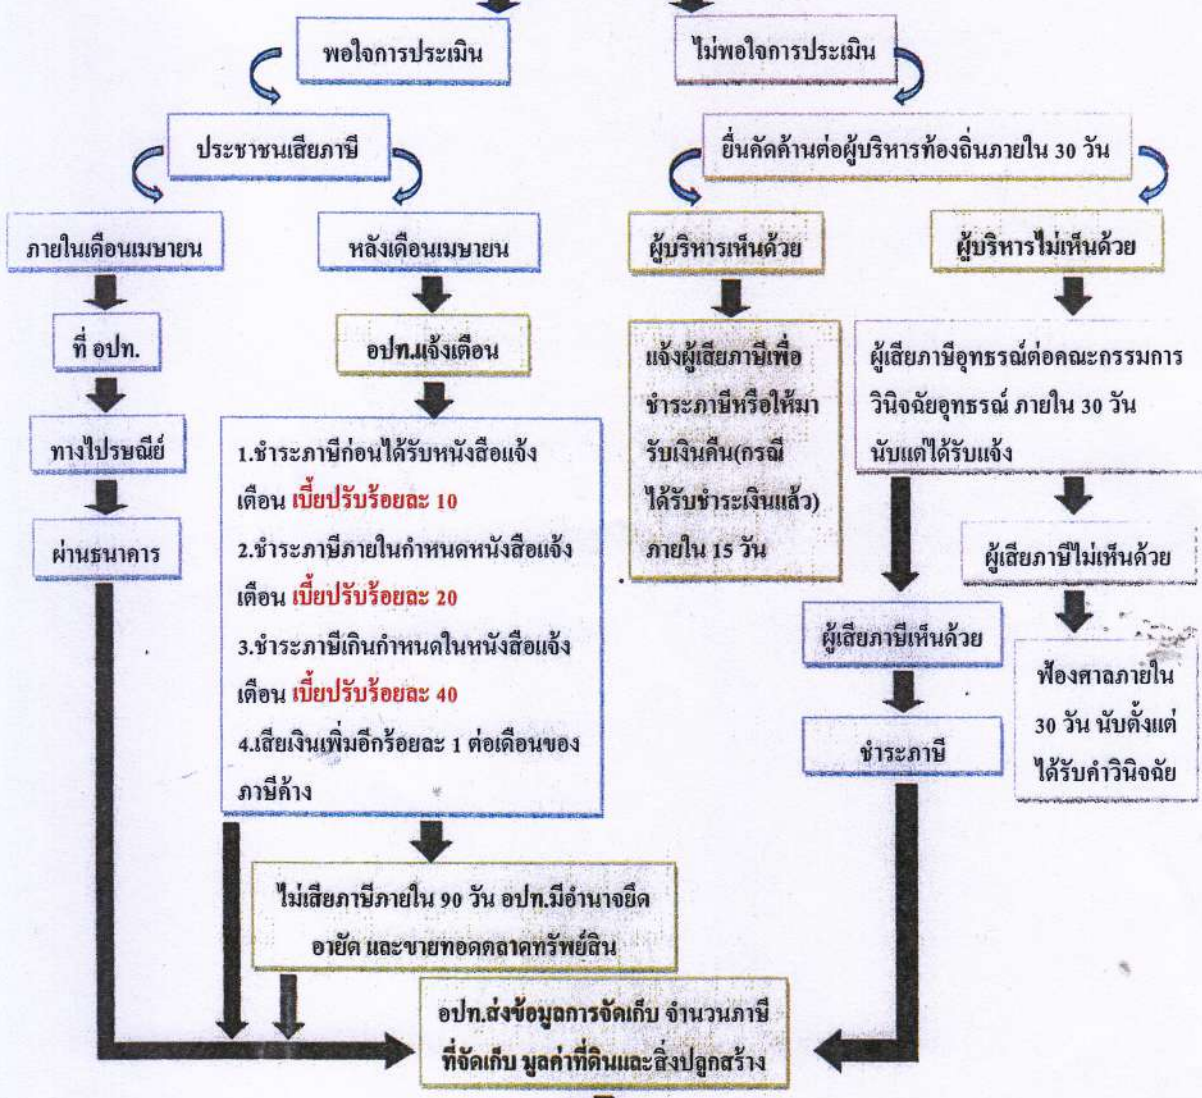 พอใจการประเมิน
ไม่พอใจการประเมิน
ประชาชนเสียภาษี
ยื่นคัดค้านต่อผู้บริหารท้องถิ่นภายใน 30 วัน
ภายในเดือนเมษายน
หลังเดือนเมษายน
ผู้บริหารเห็นด้วย
ผู้บริหารไม่เห็นด้วย
ที่ อปท.
อปท.แจ้งเตือน
แจ้งผู้เสียภาษีเพื่อ
ชำระภาษีหรือให้มา
รับเงินคืน(กรณี
ได้รับชำระเงินแล้ว)
ภายใน 15 วัน
ผู้เสียภาษีอุทธรณ์ต่อคณะกรรมการ
วินิจฉัยอุทธรณ์ ภายใน 30 วัน
นับแต่ได้รับแจ้ง
ทางไปรษณีย์
1.ชำระภาษีก่อนได้รับหนังสือแจ้ง
เตือน เบี้ยปรับร้อยละ 10
2.ชำระภาษีภายในกำหนดหนังสือแจ้ง
เตือน เบี้ยปรับร้อยละ 20
3.ชำระภาษีเกินกำหนดในหนังสือแจ้ง
เตือน เบี้ยปรับร้อยละ 40
4.เสียเงินเพิ่มอีกร้อยละ 1 ต่อเดือนของ
ภาษีค้าง
ผ่านธนาคาร
ผู้เสียภาษีไม่เห็นด้วย
ผู้เสียภาษีเห็นด้วย
ฟ้องศาลภายใน
30 วัน นับตั้งแต่
ได้รับคำวินิจฉัย
ชำระภาษี
ไม่เสียภาษีภายใน 90 วัน อปท.มีอำนาจยึด
อายัด และขายทอดตลาดทรัพย์สิน
อปท.ส่งข้อมูลการจัดเก็บ จำนวนภาษี
ที่จัดเก็บ มูลค่าที่ดินและสิ่งปลูกสร้าง